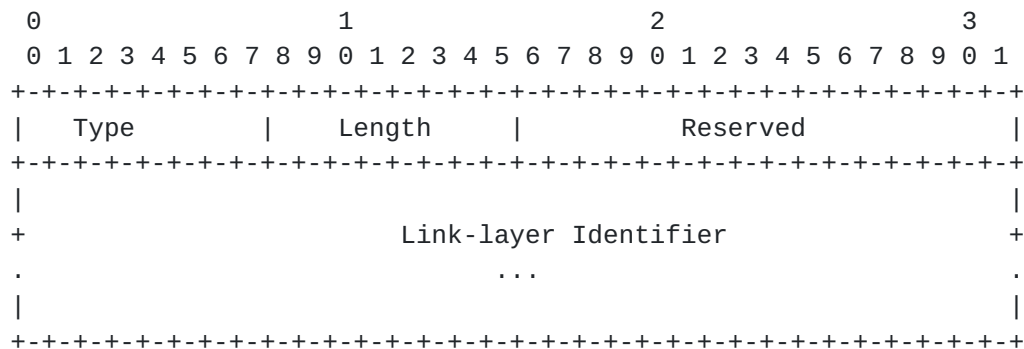 0                   1                   2                   3
 0 1 2 3 4 5 6 7 8 9 0 1 2 3 4 5 6 7 8 9 0 1 2 3 4 5 6 7 8 9 0 1
+-+-+-+-+-+-+-+-+-+-+-+-+-+-+-+-+-+-+-+-+-+-+-+-+-+-+-+-+-+-+-+-+
|   Type        |    Length     |          Reserved             |
+-+-+-+-+-+-+-+-+-+-+-+-+-+-+-+-+-+-+-+-+-+-+-+-+-+-+-+-+-+-+-+-+
|                                                               |
+                        Link-layer Identifier                  +
.                              ...                              .
|                                                               |
+-+-+-+-+-+-+-+-+-+-+-+-+-+-+-+-+-+-+-+-+-+-+-+-+-+-+-+-+-+-+-+-+